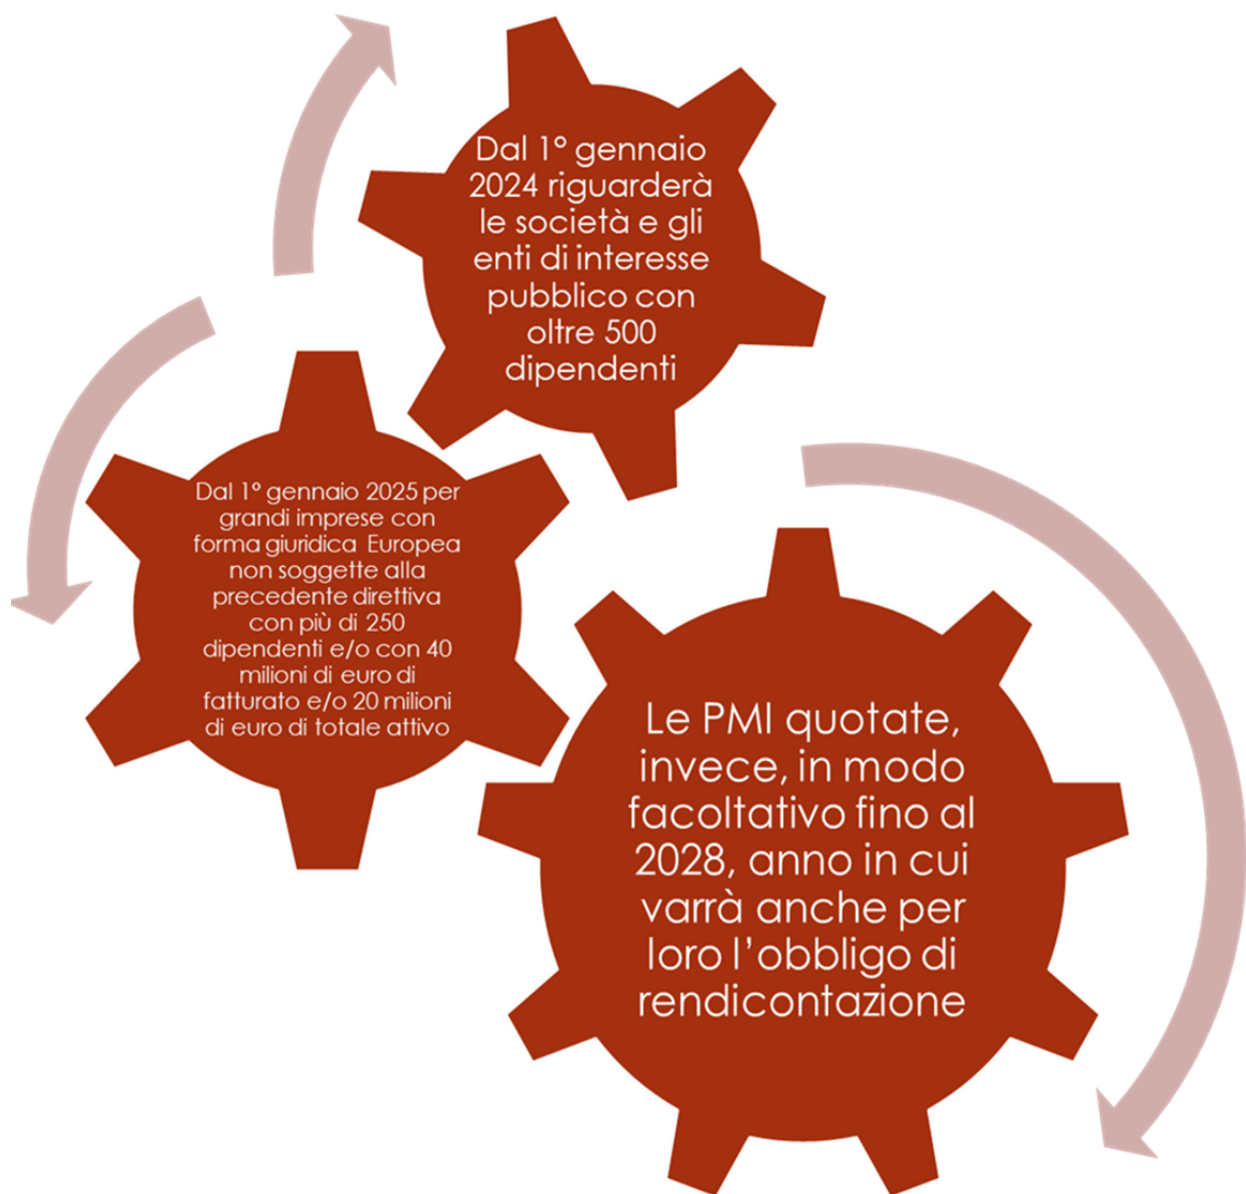 Dal 1° gennaio
2024 riguarderà
le società e gli
enti di interesse
pubblico con
oltre 500
dipendenti
Dal 1° gennaio 2025 per
grandi imprese con
forma giuridica Europea
non soggette alla
precedente direttiva
con più di 250
dipendenti e/o con 40
milioni di euro di
fatturato e/o 20 milioni
di euro di totale attivo
Le PMI quotate,
invece, in modo
facoltativo fino al
2028, anno in cui
varrà anche per
loro l’obbligo di
rendicontazione